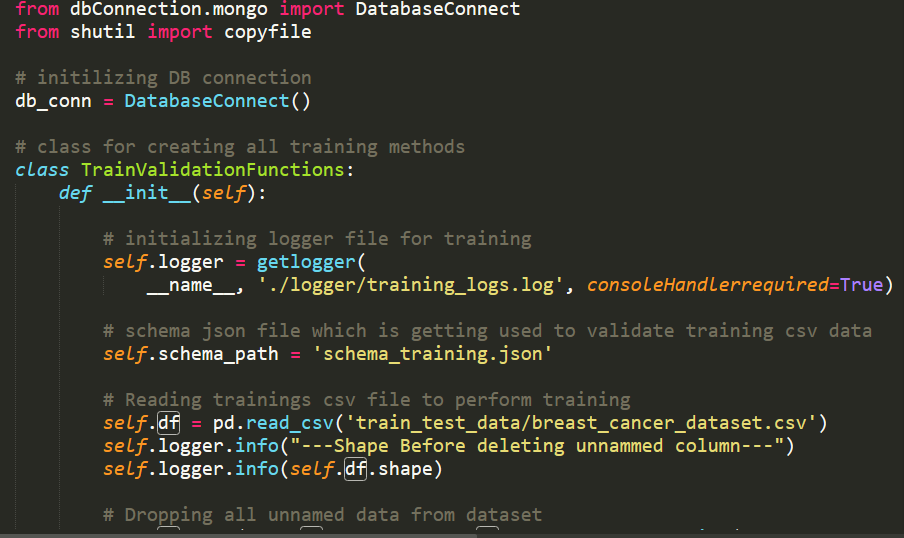 from dbConnection.mongo import DatabaseConnect
from shutil import copyfile
# initilizing DB connection
db_conn = DatabaseConnect()
# class for creating all training methods
class TrainValidationFunctions:
def __init__(self):
# initializing logger file for training
self.logger = getlogger(
__name__, './logger/training_logs.log', consoleHandlerrequired=True)
# schema json file which is getting used to validate training csv data
self.schema_path = 'schema_training.json'
# Reading trainings csv file to perform training
self.df = pd.read_csv('train_test_data/breast_cancer_dataset.csv')
self.logger.info("---Shape Before deleting unnammed column---")
self.logger.info(self.df.shape)
# Dropping all unnamed data from dataset